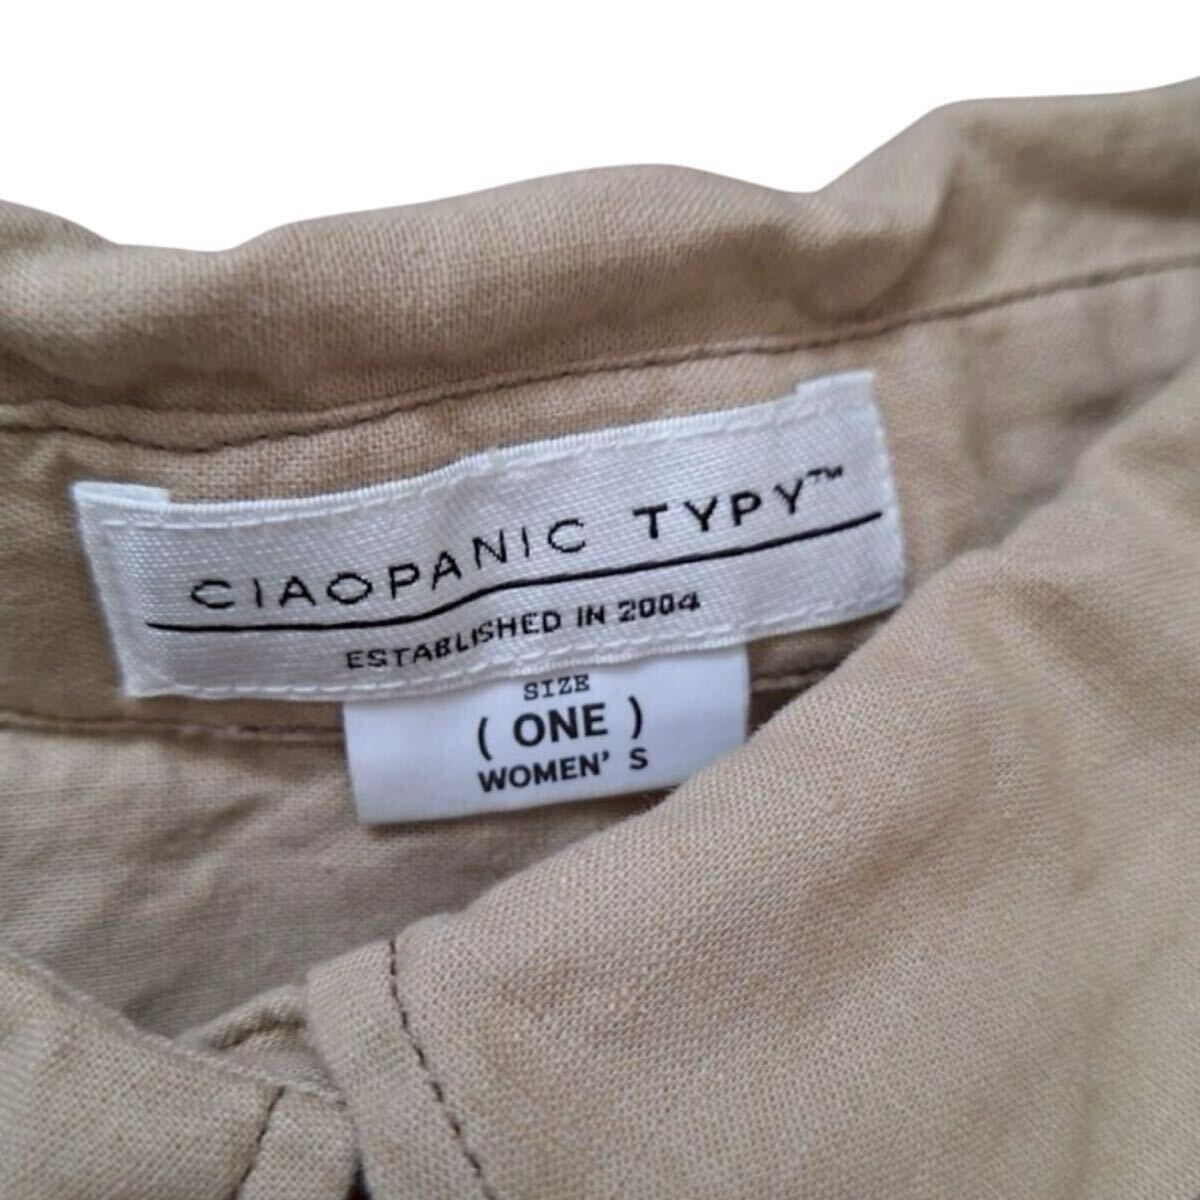 CIAOPANIC TYPY™
ESTABLISHED IN 2004
SIZE
( ONE )
WOMEN' S